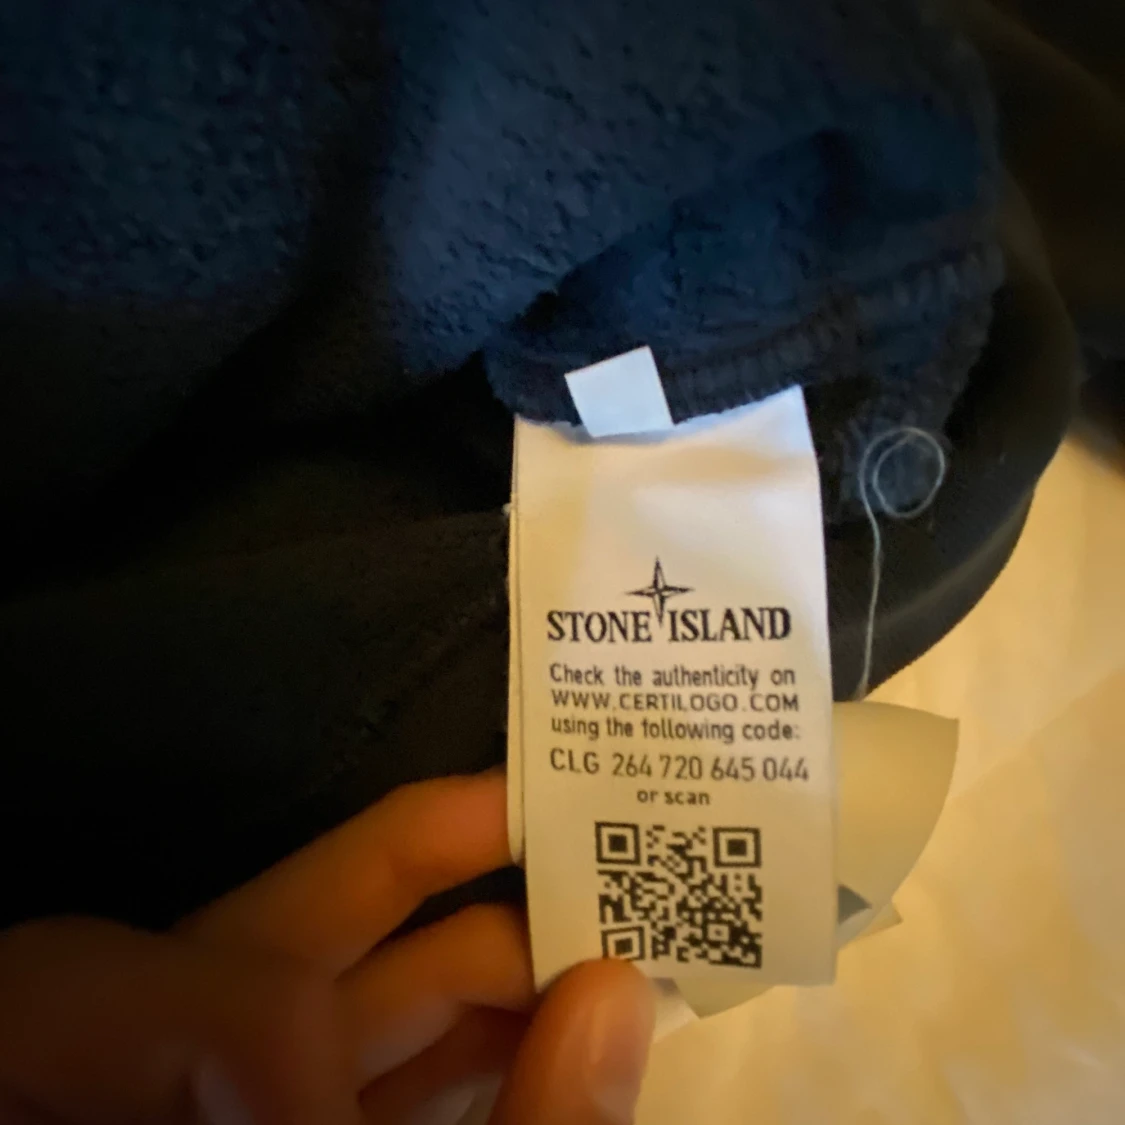 STONE ISLAND
Check the authenticity on
WWW.CERTILOGO.COM
using the following code:
CLG 264 720 645 044
or scan